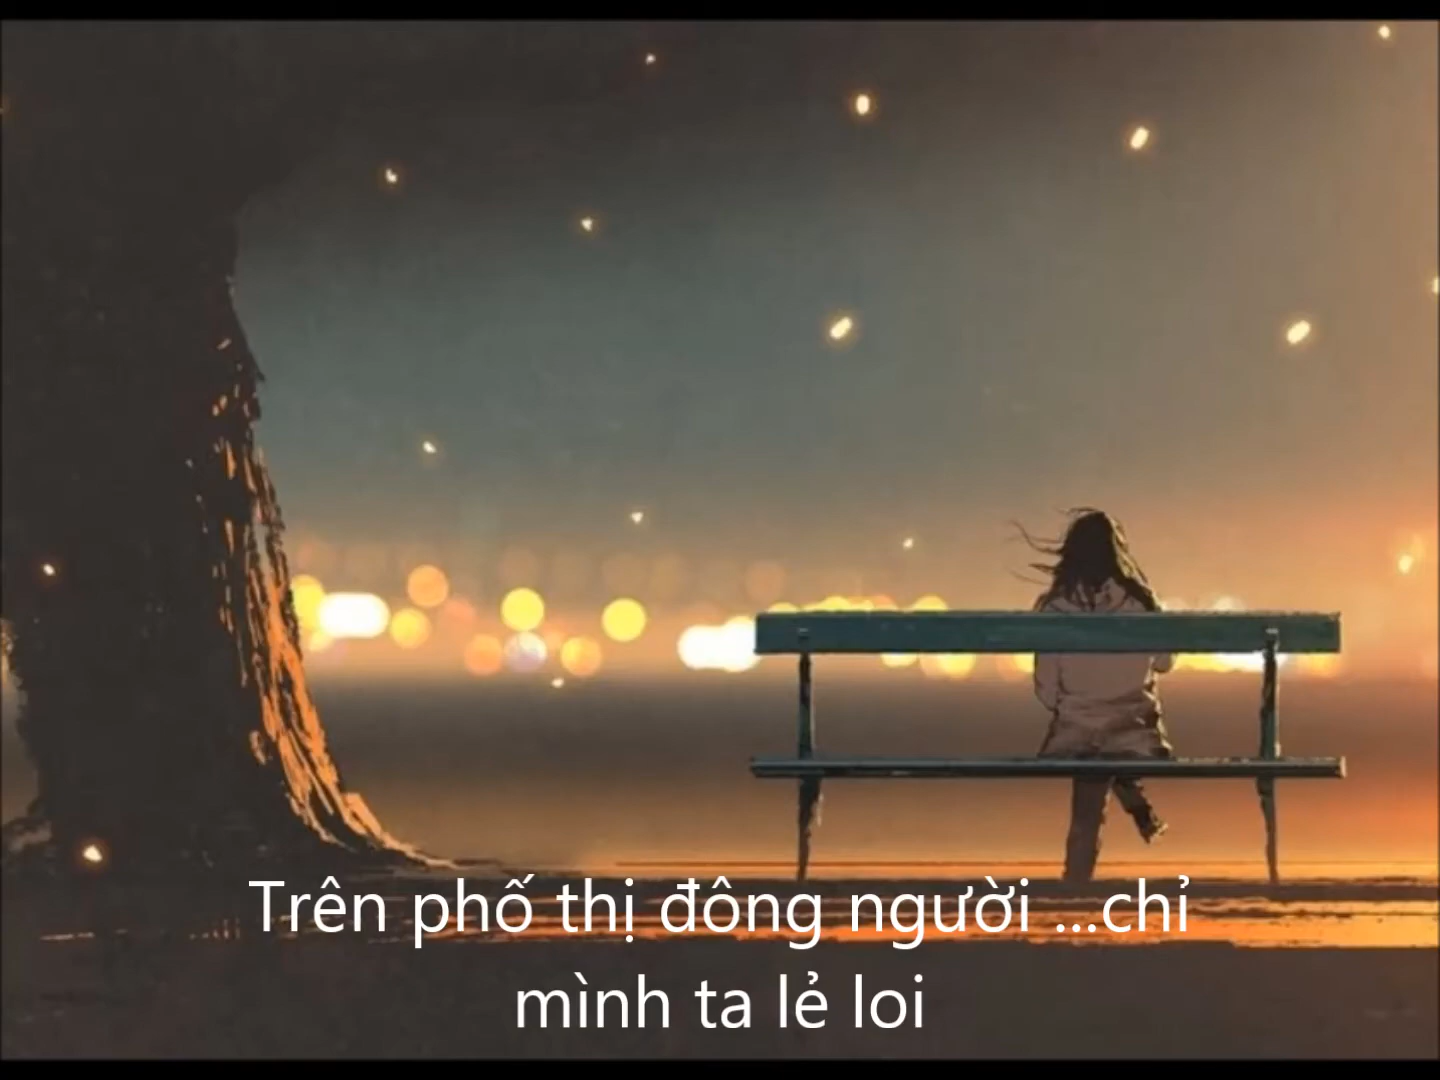 Trên phố thị đông người ...chỉ
mình ta lẻ loi